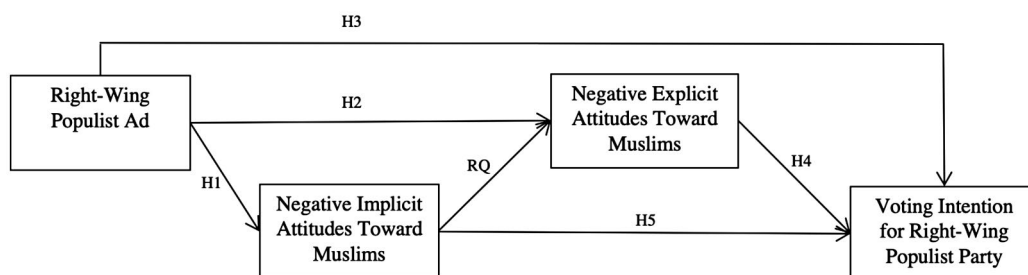 H3
Right-Wing
Populist Ad
H2
Negative Explicit
Attitudes Toward
Muslims
H1
RQ
H4
Negative Implicit
Attitudes Toward
Muslims
H5
Voting Intention
for Right-Wing
Populist Party